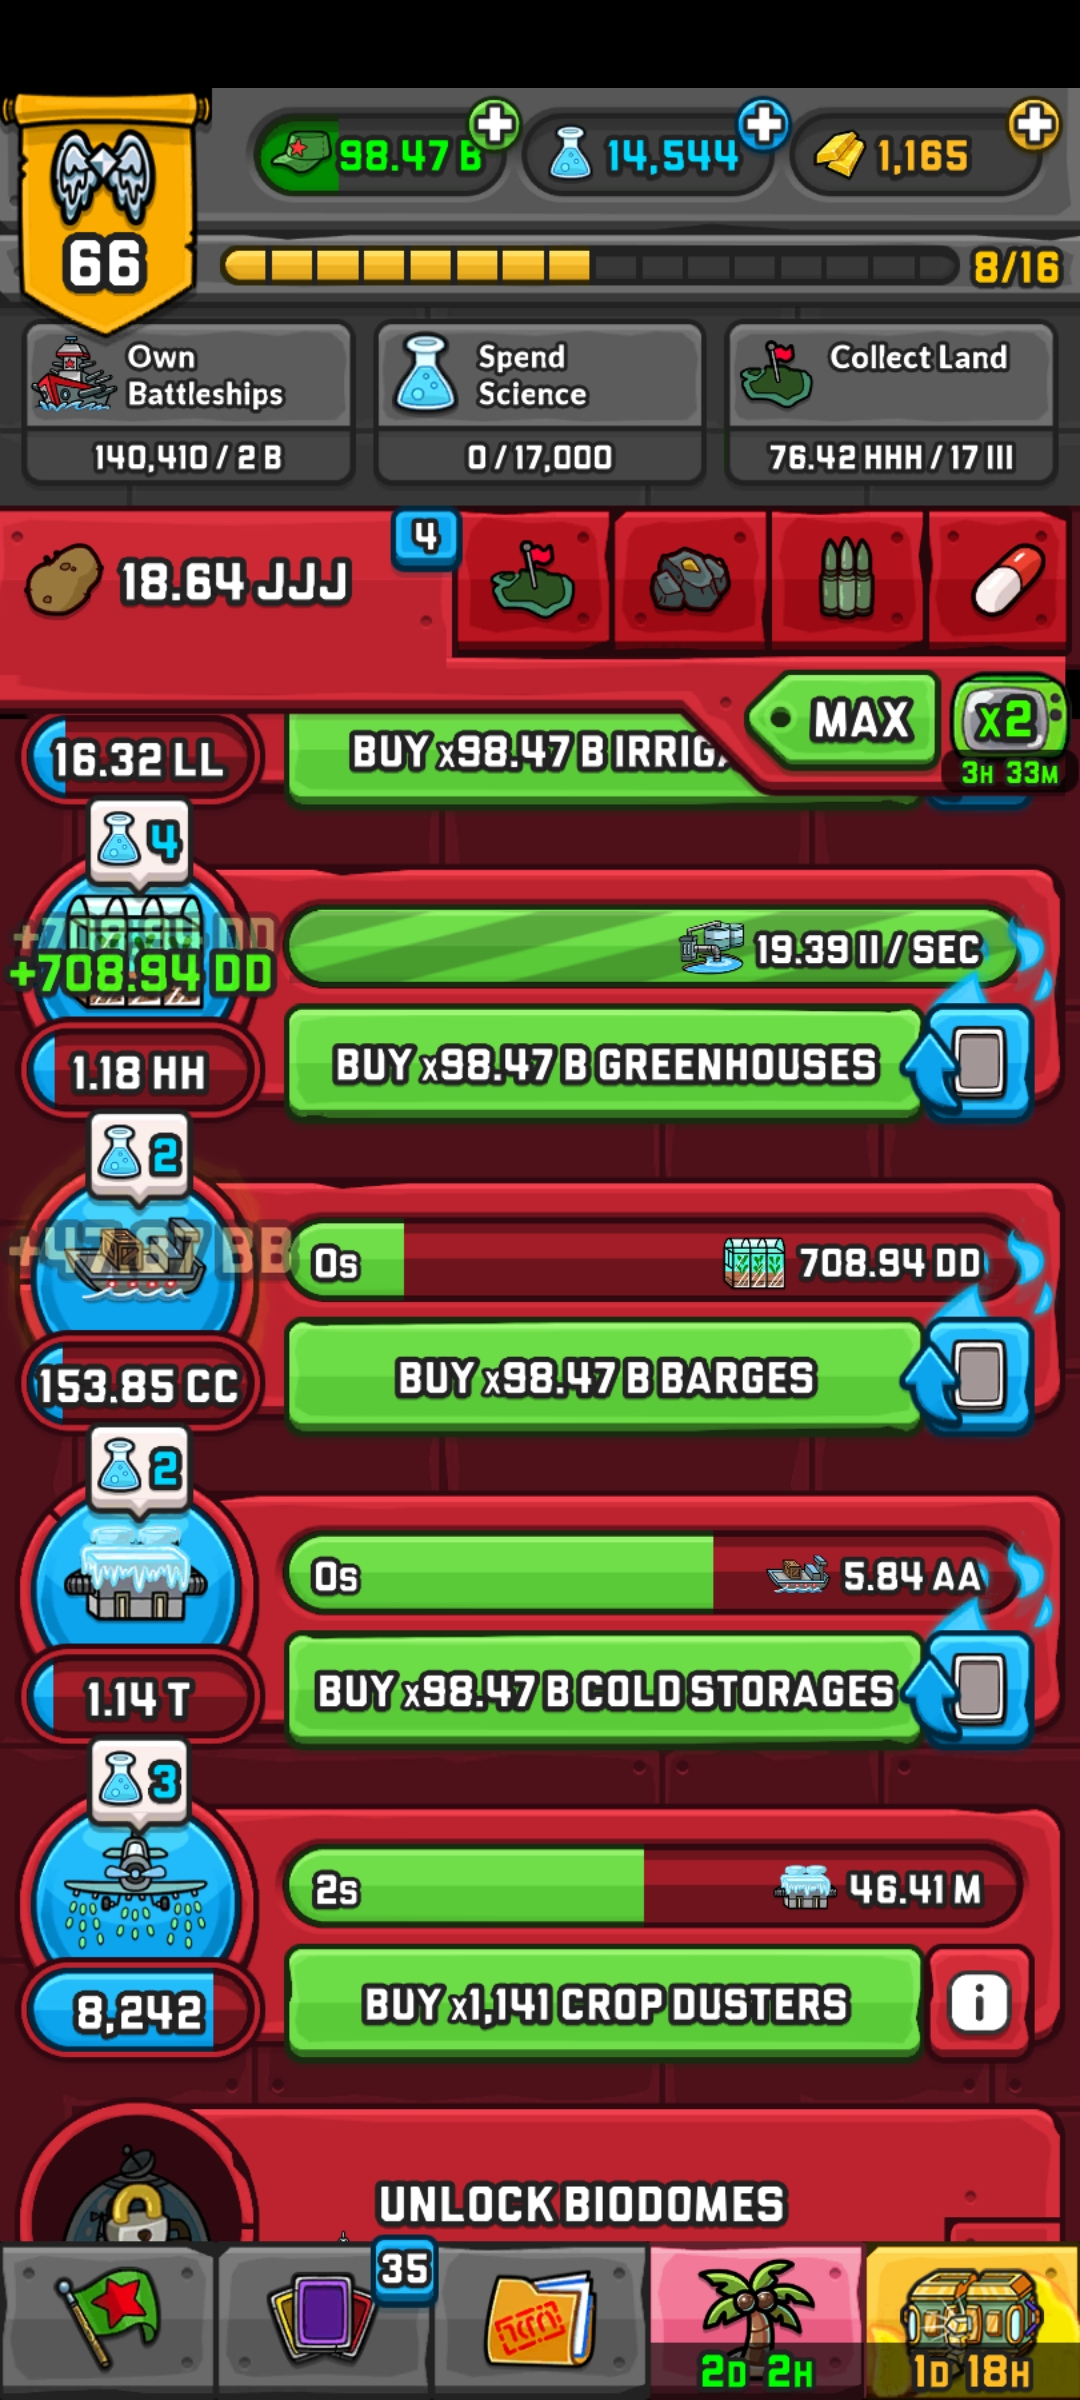 98.47 B
14,544
1,165
66
8/16
Own
Battleships
140,410 / 2 B
Spend
Science
0 / 17,000
Collect Land
76.42 HHH / 17 III
18.64 JJJ
4
MAX
x2
3H 33M
16.32 LL
BUY x98.47 B
4
+708.94 DD
19.39 II / SEC
1.18 HH
BUY x98.47 B GREENHOUSES
2
0s
708.94 DD
153.85 CC
BUY x98.47 B BARGES
2
0s
5.84 AA
1.14 T
BUY x98.47 B COLD STORAGES
3
2s
46.41 M
8,242
BUY x1,141 CROP DUSTERS
i
UNLOCK BIODOMES
35
2D 2H
1D 18H